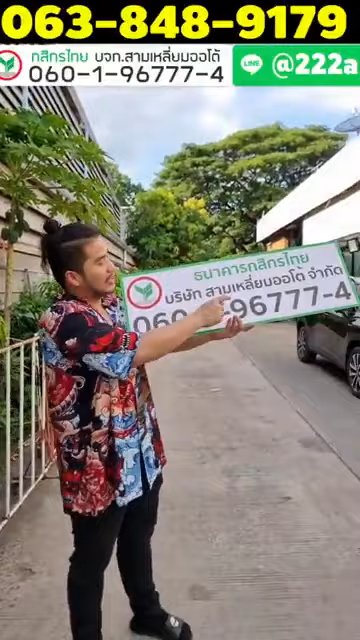 063-848-9179
กสิกรไทย บจก.สามเหลี่ยมออโต้
060-1-96777-4
LINE @222a
ธนาคารกสิกรไทย
บริษัท สามเหลี่ยมออโต้ จำกัด
96777-4